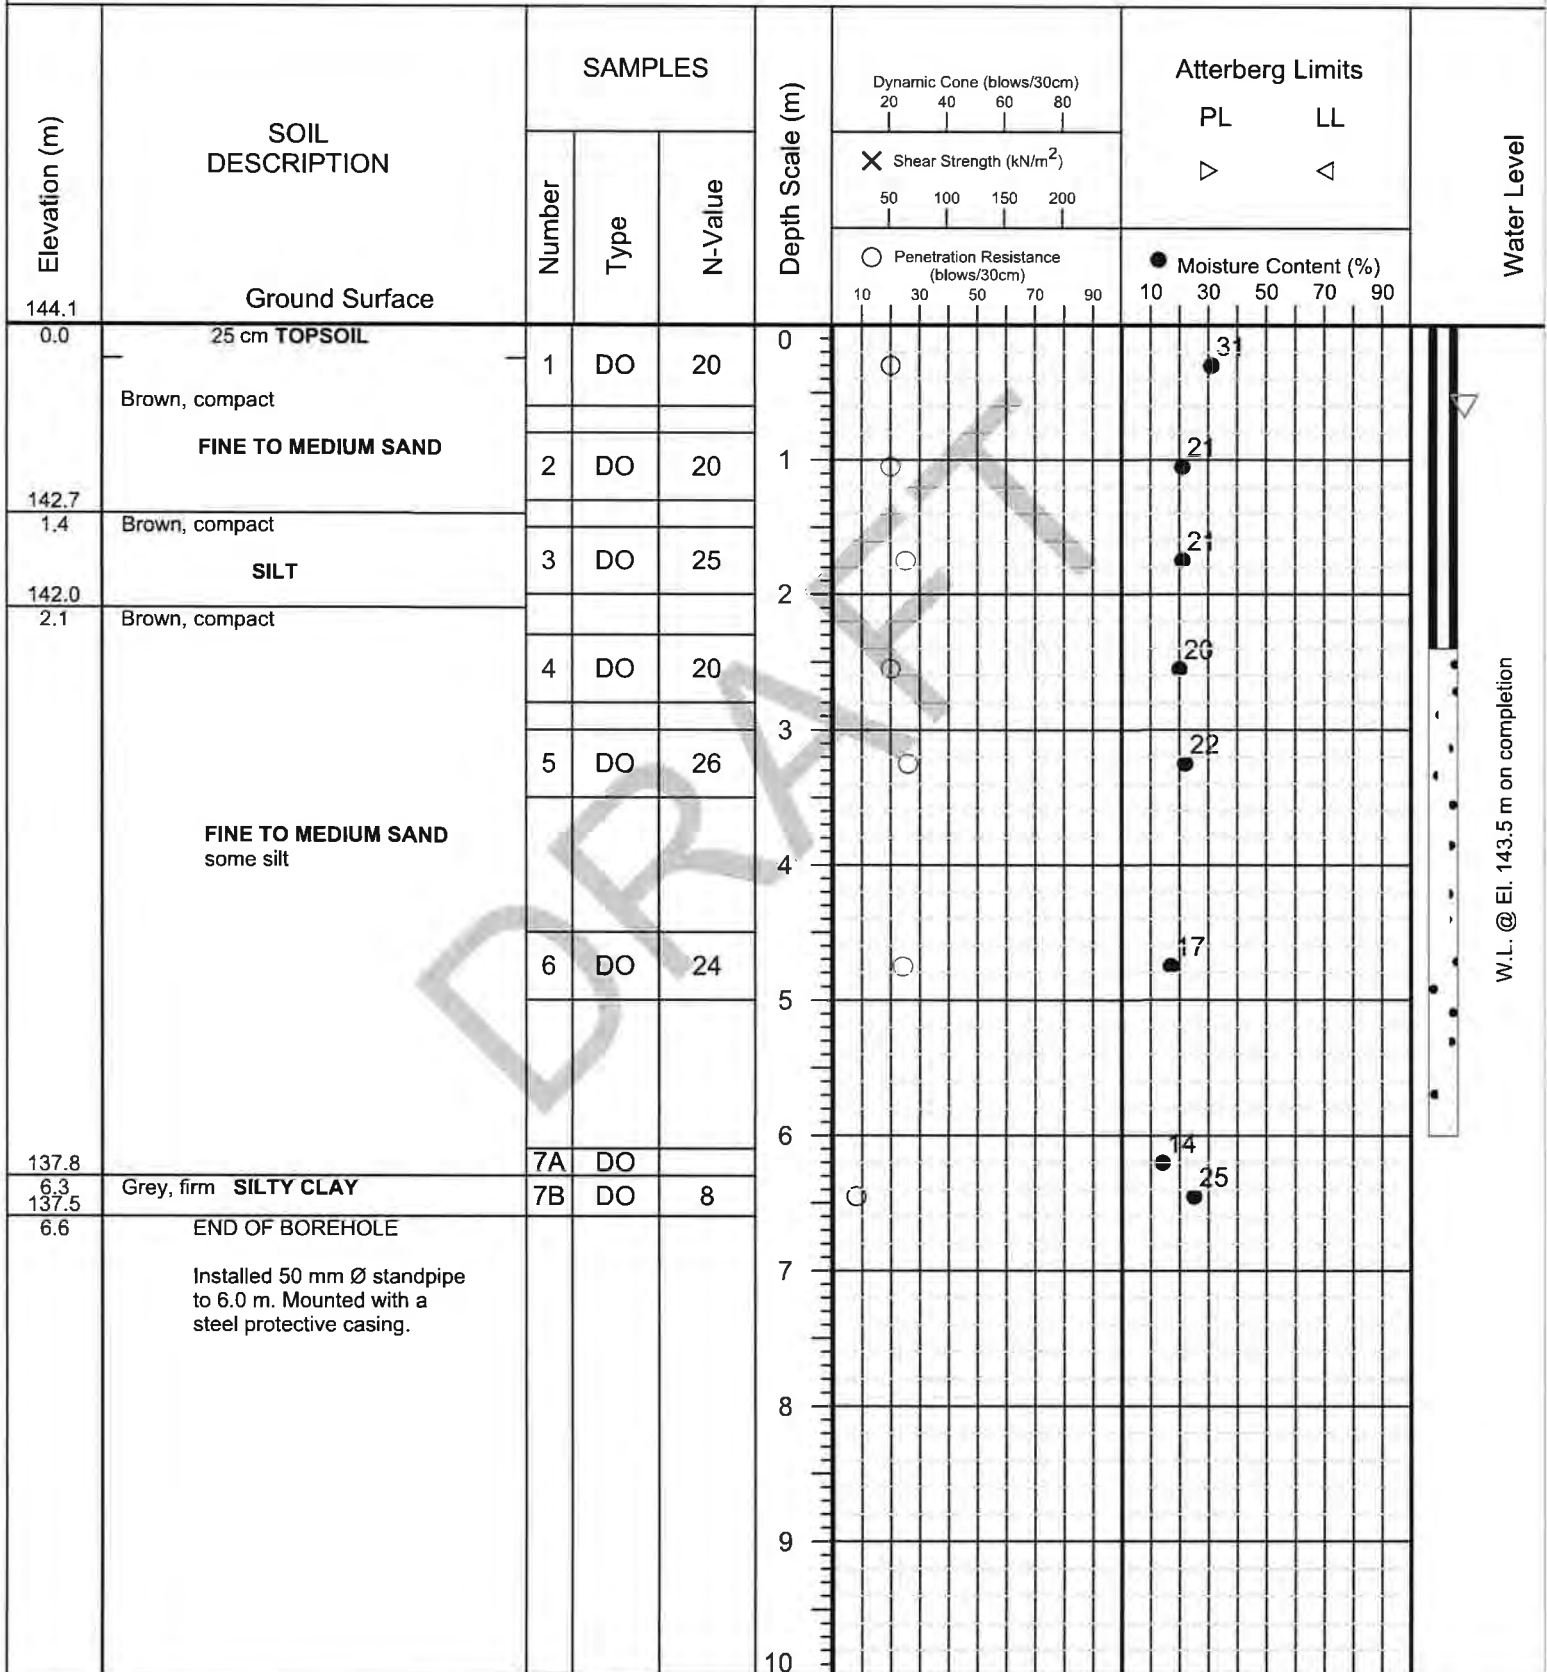 SAMPLES
Elevation (m)
SOIL
DESCRIPTION
Ground Surface
Number
Type
N-Value
Depth Scale (m)
Dynamic Cone (blows/30cm)
20 40 60 80
Shear Strength (kN/m2)
50 100 150 200
Penetration Resistance
(blows/30cm)
10 30 50 70 90
Atterberg Limits
PL LL
Moisture Content (%)
10 30 50 70 90
Water Level
144.1
0.0 25 cm TOPSOIL
Brown, compact
FINE TO MEDIUM SAND
142.7
1.4 Brown, compact
SILT
142.0
2.1 Brown, compact
FINE TO MEDIUM SAND
some silt
137.8
6.3 Grey, firm SILTY CLAY
137.5
6.6 END OF BOREHOLE
Installed 50 mm Ø standpipe
to 6.0 m. Mounted with a
steel protective casing.
1 DO 20
2 DO 20
3 DO 25
4 DO 20
5 DO 26
6 DO 24
7A DO
7B DO 8
0
1
2
3
4
5
6
7
8
9
10
31
21
21
20
22
17
14
25
W.L. @ El. 143.5 m on completion
DRAFT